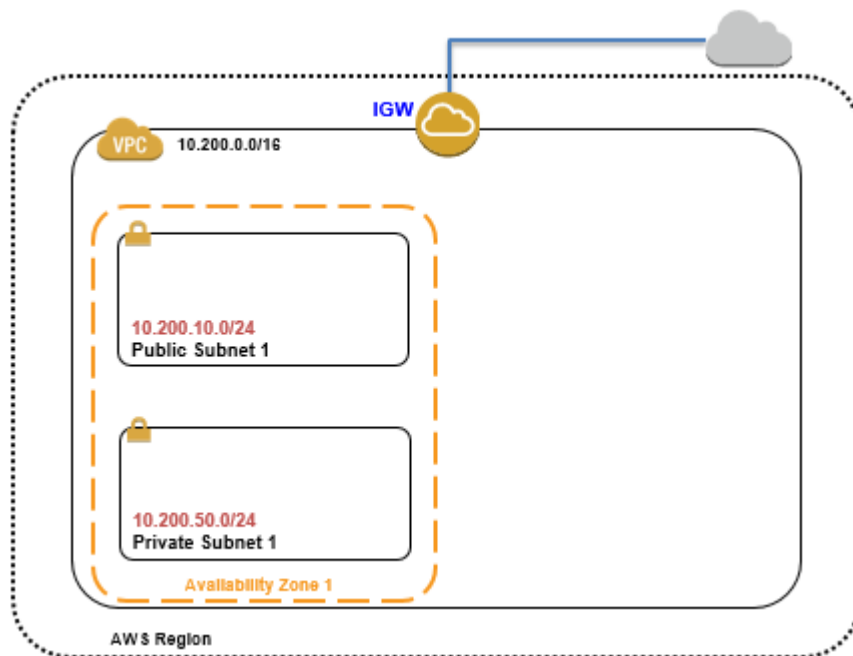 IGW
VPC
10.200.0.0/16
10.200.10.0/24
Public Subnet 1
10.200.50.0/24
Private Subnet 1
Availability Zone 1
AWS Region